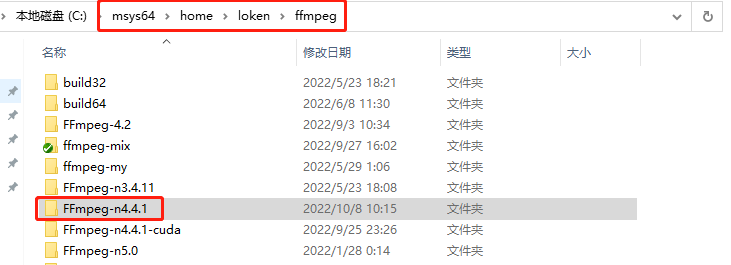 本地磁盘 (C:) › msys64 › home › loken › ffmpeg
名称 修改日期 类型 大小
build32 2022/5/23 18:21 文件夹
build64 2022/6/8 11:30 文件夹
FFmpeg-4.2 2022/9/3 10:34 文件夹
ffmpeg-mix 2022/9/27 16:02 文件夹
ffmpeg-my 2022/5/29 1:06 文件夹
FFmpeg-n3.4.11 2022/5/23 18:08 文件夹
FFmpeg-n4.4.1 2022/10/8 10:15 文件夹
FFmpeg-n4.4.1-cuda 2022/9/25 23:26 文件夹
FFmpeg-n5.0 2022/1/28 0:14 文件夹